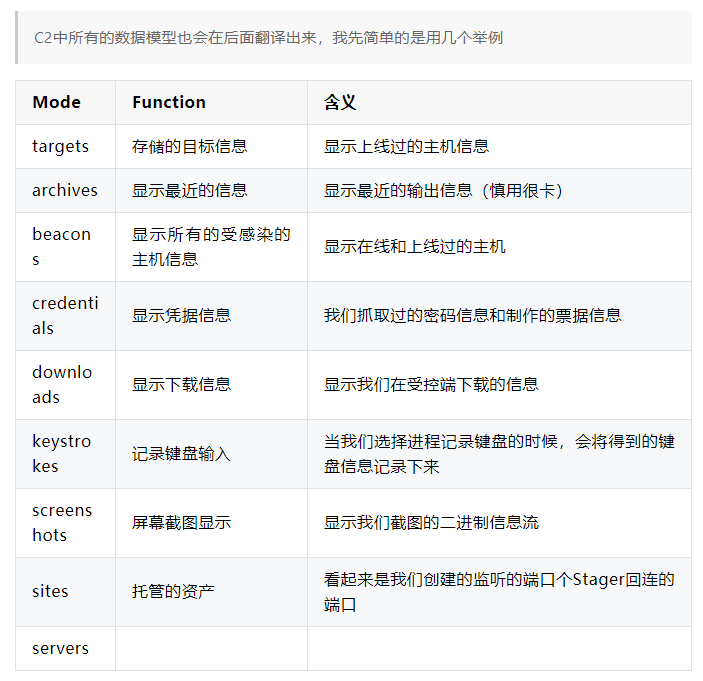 C2中所有的数据模型也会在后面翻译出来，我先简单的是用几个举例
Mode Function 含义
targets 存储的目标信息 显示上线过的主机信息
archives 显示最近的信息 显示最近的输出信息（慎用很卡）
beacon
s
显示所有的受感染的
主机信息
显示在线和上线过的主机
credenti
als
显示凭据信息
我们抓取过的密码信息和制作的票据信息
downlo
ads
显示下载信息
显示我们在受控端下载的信息
keystro
kes
记录键盘输入
当我们选择进程记录键盘的时候，会将得到的键
盘信息记录下来
screens
hots
屏幕截图显示
显示我们截图的二进制信息流
sites
托管的资产
看起来是我们创建的监听的端口个Stager回连的
端口
servers